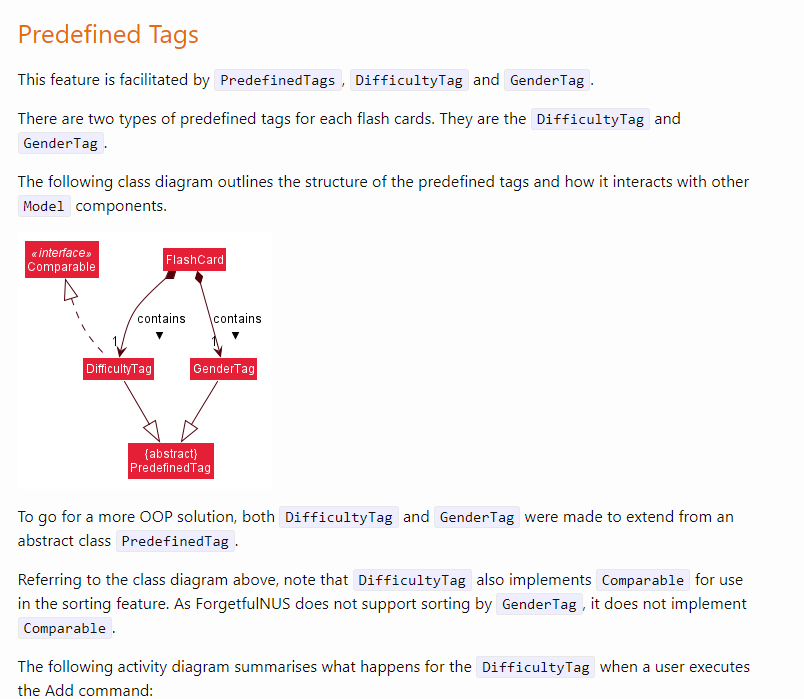 Predefined Tags
This feature is facilitated by PredefinedTags, DifficultyTag and GenderTag.
There are two types of predefined tags for each flash cards. They are the DifficultyTag and
GenderTag.
The following class diagram outlines the structure of the predefined tags and how it interacts with other
Model components.
«interface»
Comparable
FlashCard
contains
contains
1
1
DifficultyTag
GenderTag
{abstract}
PredefinedTag
To go for a more OOP solution, both DifficultyTag and GenderTag were made to extend from an
abstract class PredefinedTag.
Referring to the class diagram above, note that DifficultyTag also implements Comparable for use
in the sorting feature. As ForgetfulNUS does not support sorting by GenderTag, it does not implement
Comparable.
The following activity diagram summarises what happens for the DifficultyTag when a user executes
the Add command: